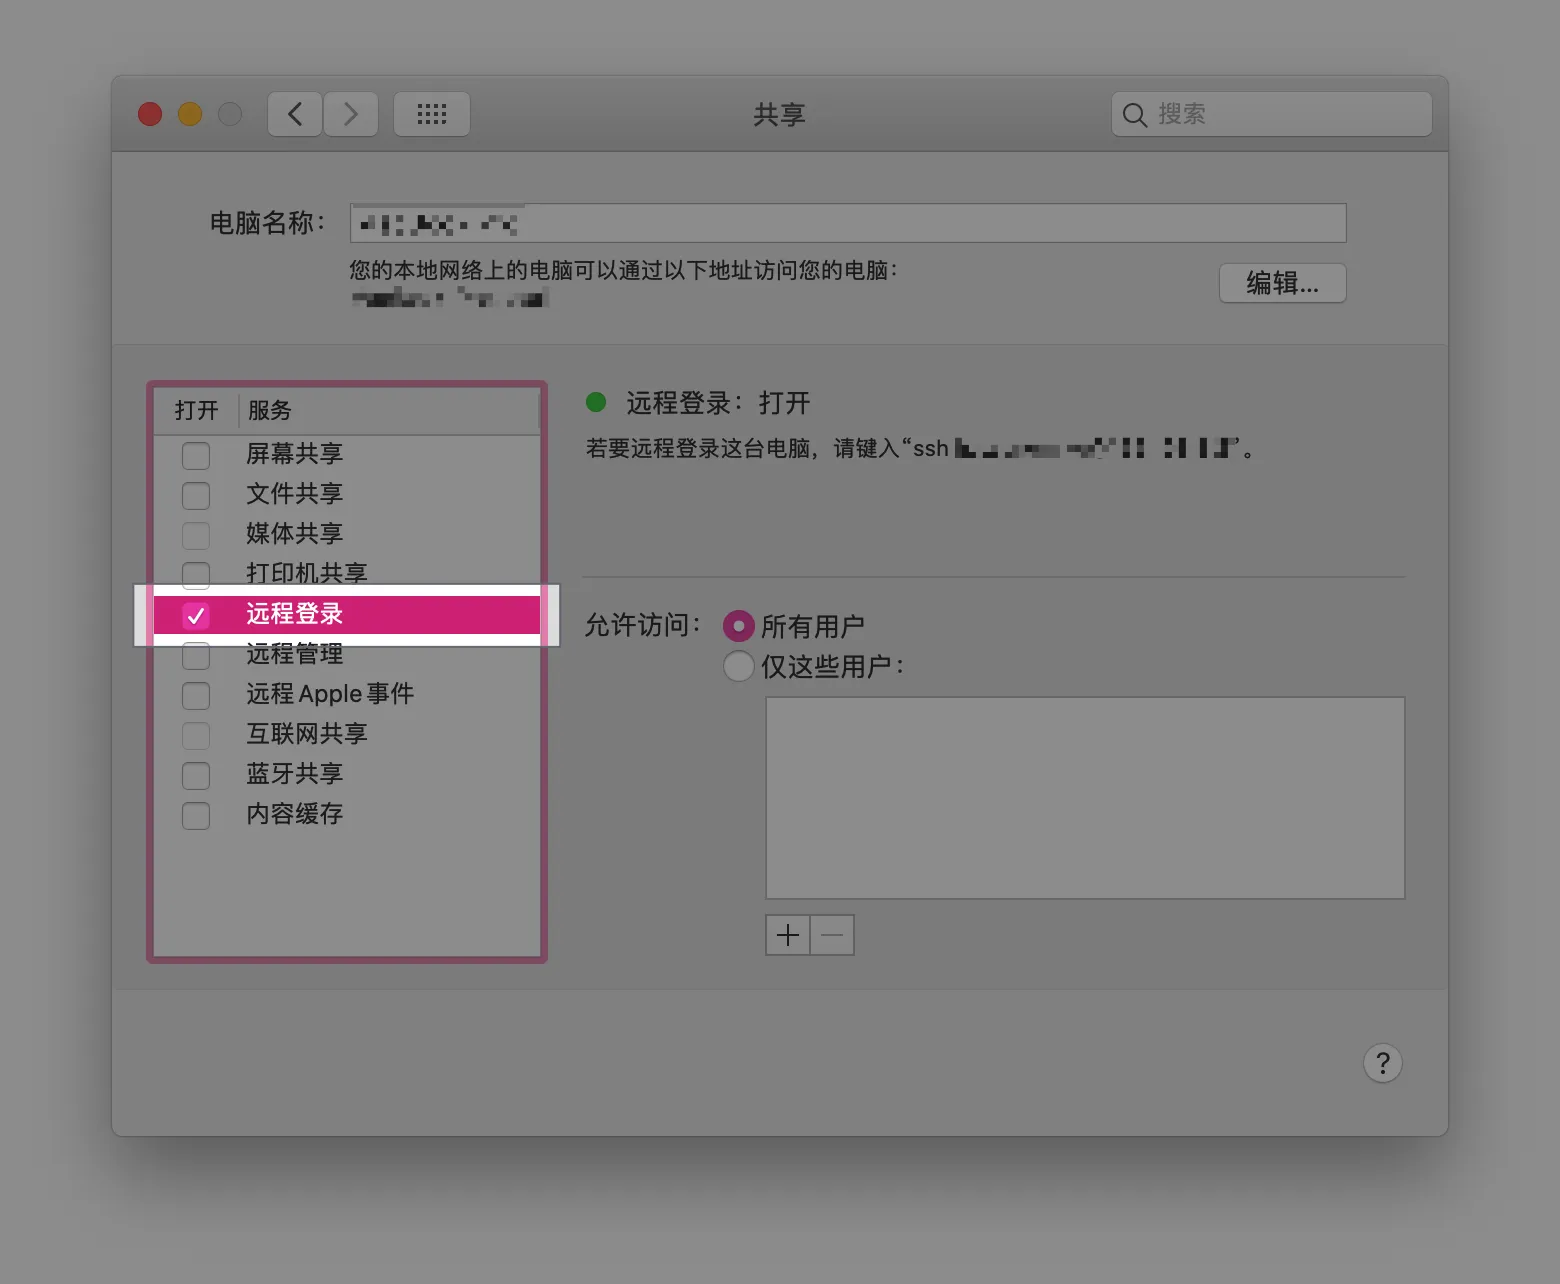 共享
搜索
电脑名称：
您的本地网络上的电脑可以通过以下地址访问您的电脑：
编辑...
打开 服务
屏幕共享
文件共享
媒体共享
打印机共享
远程登录
远程管理
远程Apple事件
互联网共享
蓝牙共享
内容缓存
远程登录：打开
若要远程登录这台电脑，请键入“ssh ”。
允许访问：
所有用户
仅这些用户：
?